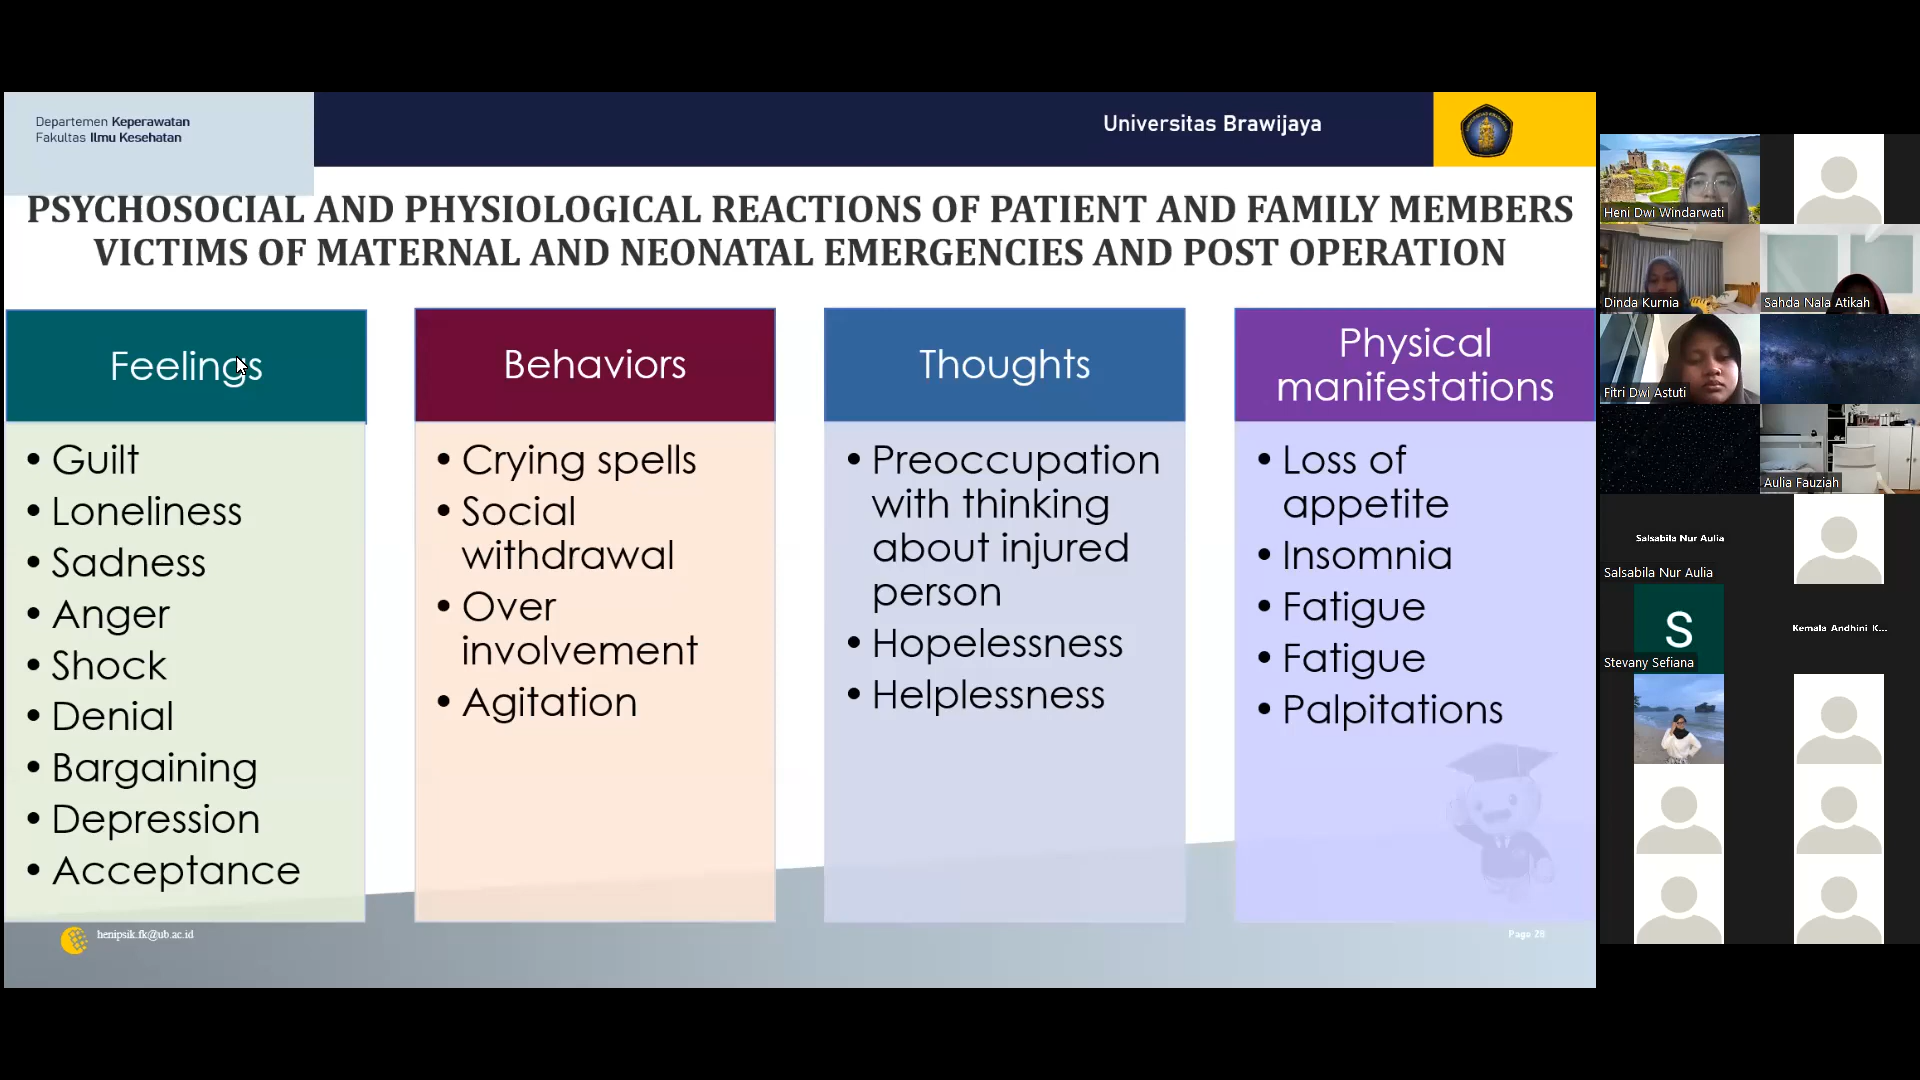 Departemen Keperawatan
Fakultas Ilmu Kesehatan
Universitas Brawijaya
PSYCHOSOCIAL AND PHYSIOLOGICAL REACTIONS OF PATIENT AND FAMILY MEMBERS
VICTIMS OF MATERNAL AND NEONATAL EMERGENCIES AND POST OPERATION
Feelings
• Guilt
• Loneliness
• Sadness
• Anger
• Shock
• Denial
• Bargaining
• Depression
• Acceptance
Behaviors
• Crying spells
• Social
withdrawal
• Over
involvement
• Agitation
Thoughts
• Preoccupation
with thinking
about injured
person
• Hopelessness
• Helplessness
Physical
manifestations
• Loss of
appetite
• Insomnia
• Fatigue
• Fatigue
• Palpitations
henipsik.fk@ub.ac.id
Page 28
Heni Dwi Windarwati
Dinda Kurnia
Sahda Nala Atikah
Fitri Dwi Astuti
Aulia Fauziah
Salsabila Nur Aulia
Salsabila Nur Aulia
S
Stevany Sefiana
Kemala Andhini K...